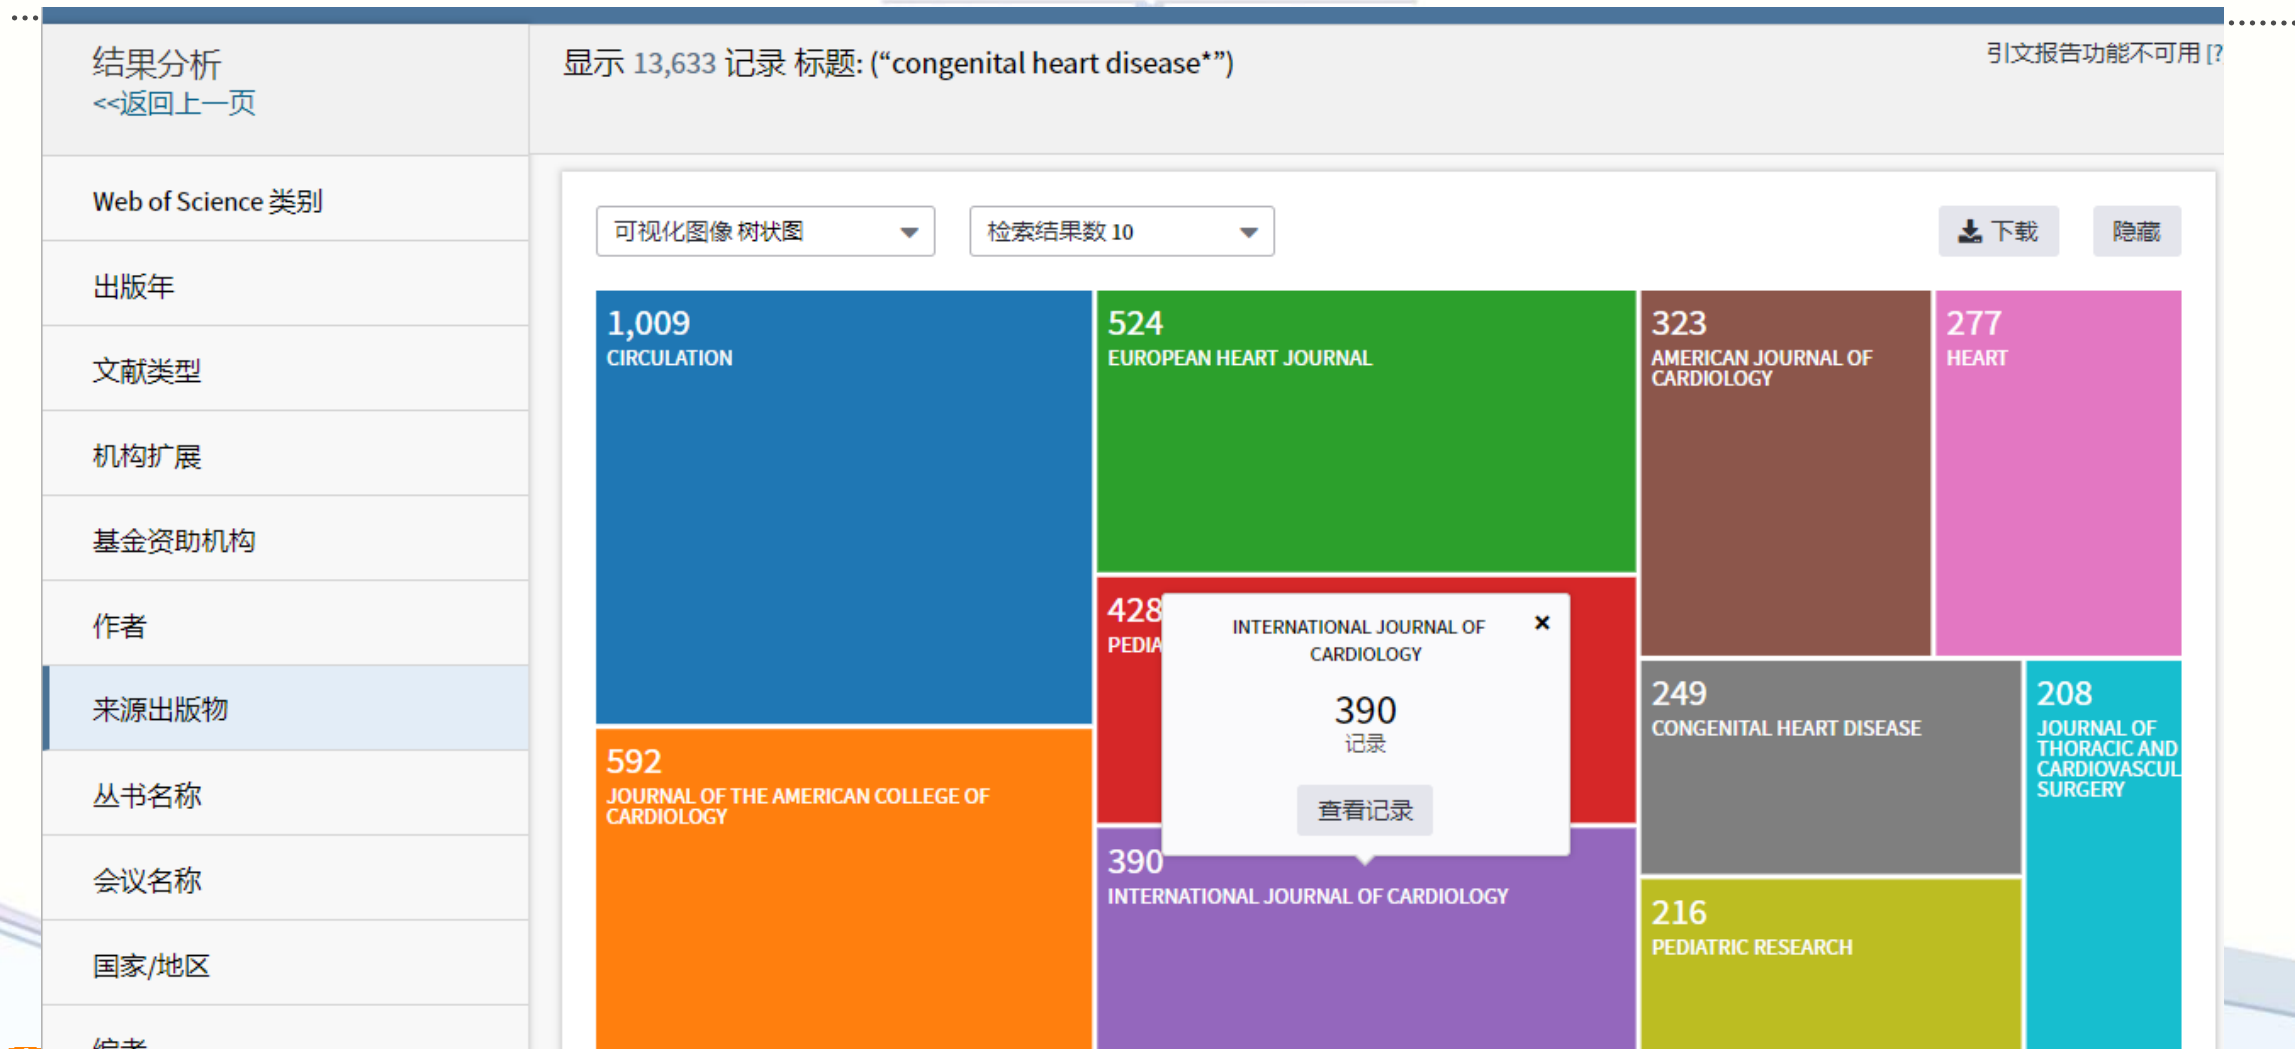 结果分析
<<返回上一页
显示 13,633 记录 标题: (“congenital heart disease*”)
引文报告功能不可用 [?
Web of Science 类别
出版年
文献类型
机构扩展
基金资助机构
作者
来源出版物
丛书名称
会议名称
国家/地区
编者
可视化图像 树状图
检索结果数 10
下载
隐藏
1,009
CIRCULATION
592
JOURNAL OF THE AMERICAN COLLEGE OF
CARDIOLOGY
524
EUROPEAN HEART JOURNAL
428
PEDIA
INTERNATIONAL JOURNAL OF
CARDIOLOGY
×
390
记录
查看记录
390
INTERNATIONAL JOURNAL OF CARDIOLOGY
323
AMERICAN JOURNAL OF
CARDIOLOGY
277
HEART
249
CONGENITAL HEART DISEASE
208
JOURNAL OF
THORACIC AND
CARDIOVASCUL
SURGERY
216
PEDIATRIC RESEARCH